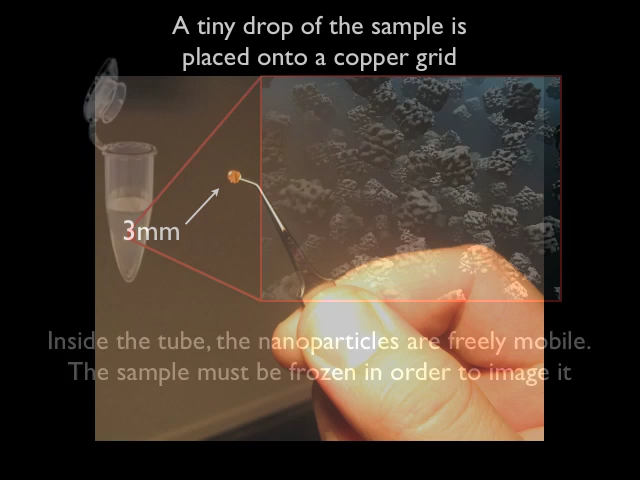 A tiny drop of the sample is
placed onto a copper grid
3mm
Inside the tube, the nanoparticles are freely mobile.
The sample must be frozen in order to image it